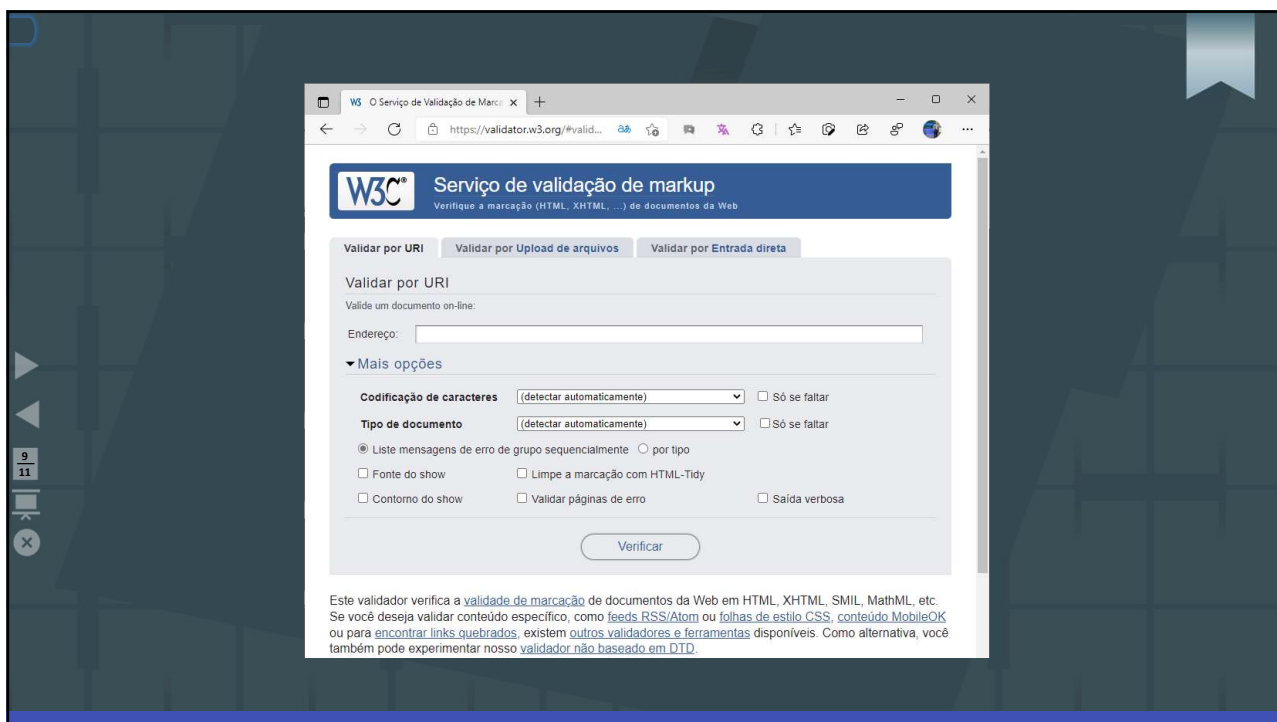 W3 O Serviço de Validação de Marca
https://validator.w3.org/#valid...
W3C®
Serviço de validação de markup
Verifique a marcação (HTML, XHTML, ...) de documentos da Web
Validar por URI Validar por Upload de arquivos Validar por Entrada direta
Validar por URI
Valide um documento on-line:
Endereço:
Mais opções
Codificação de caracteres (detectar automaticamente) Só se faltar
Tipo de documento (detectar automaticamente) Só se faltar
Liste mensagens de erro de grupo sequencialmente por tipo
Fonte do show Limpe a marcação com HTML-Tidy
Contorno do show Validar páginas de erro Saída verbosa
Verificar
Este validador verifica a validade de marcação de documentos da Web em HTML, XHTML, SMIL, MathML, etc.
Se você deseja validar conteúdo específico, como feeds RSS/Atom ou folhas de estilo CSS, conteúdo MobileOK
ou para encontrar links quebrados, existem outros validadores e ferramentas disponíveis. Como alternativa, você
também pode experimentar nosso validador não baseado em DTD.
9
11